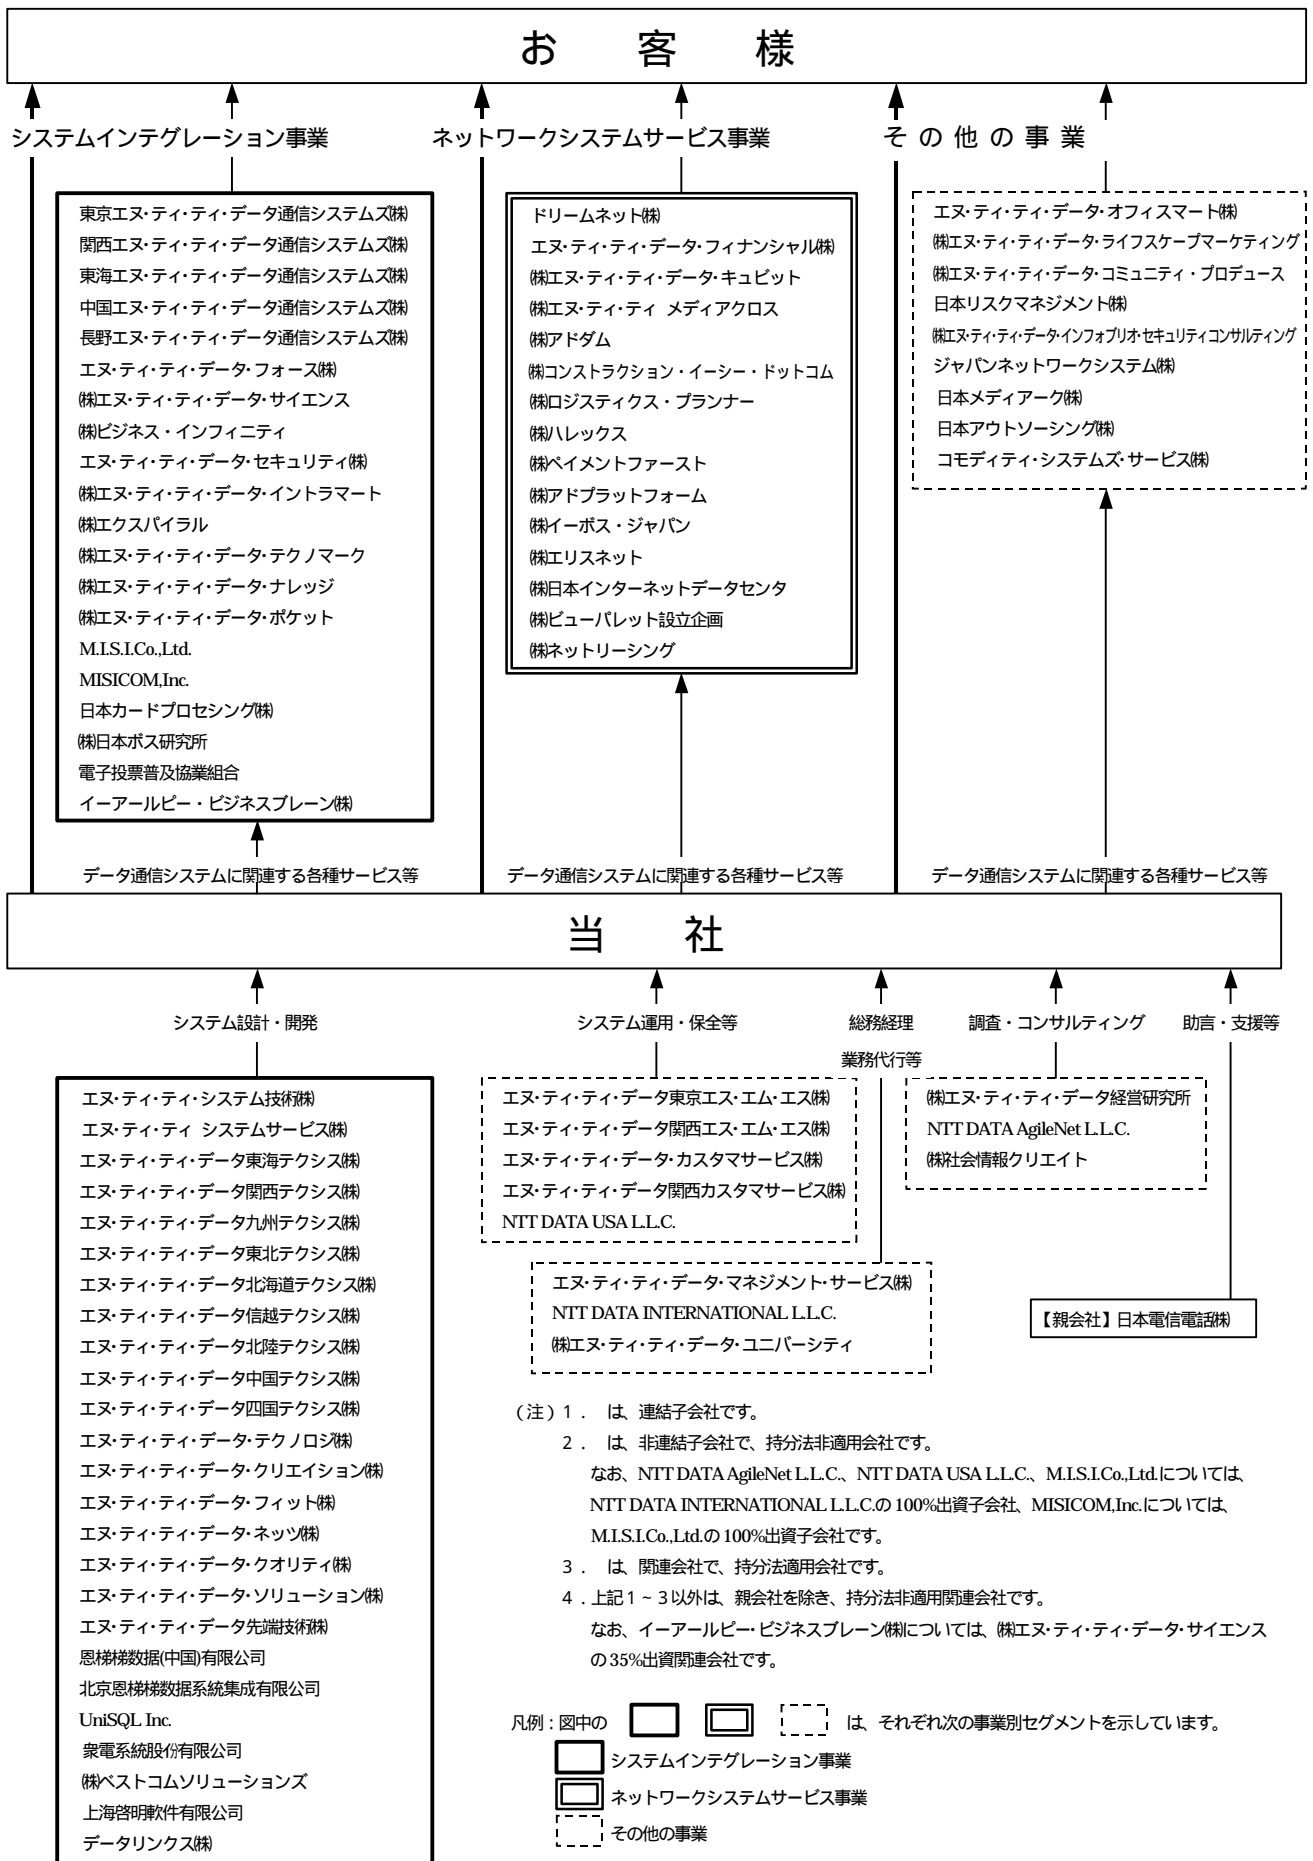 お客様
システムインテグレーション事業
東京エヌ・ティ・ティ・データ通信システムズ㈱
関西エヌ・ティ・ティ・データ通信システムズ㈱
東海エヌ・ティ・ティ・データ通信システムズ㈱
中国エヌ・ティ・ティ・データ通信システムズ㈱
長野エヌ・ティ・ティ・データ通信システムズ㈱
エヌ・ティ・ティ・データ・フォース㈱
㈱エヌ・ティ・ティ・データ・サイエンス
㈱ビジネス・インフィニティ
エヌ・ティ・ティ・データ・セキュリティ㈱
㈱エヌ・ティ・ティ・データ・イントラマート
㈱エクスパイラル
㈱エヌ・ティ・ティ・データ・テクノマーク
㈱エヌ・ティ・ティ・データ・ナレッジ
㈱エヌ・ティ・ティ・データ・ポケット
M.I.S.I.Co.,Ltd.
MISICOM,Inc.
日本カードプロセシング㈱
㈱日本ボス研究所
電子投票普及協業組合
イーアールピー・ビジネスブレーン㈱
データ通信システムに関連する各種サービス等
ネットワークシステムサービス事業
ドリームネット㈱
エヌ・ティ・ティ・データ・フィナンシャル㈱
㈱エヌ・ティ・ティ・データ・キュビット
㈱エヌ・ティ・ティ メディアクロス
㈱アドダム
㈱コンストラクション・イーシー・ドットコム
㈱ロジスティクス・プランナー
㈱ハレックス
㈱ペイメントファースト
㈱アドプラットフォーム
㈱イーボス・ジャパン
㈱エリスネット
㈱日本インターネットデータセンタ
㈱ビューパレット設立企画
㈱ネットリーシング
データ通信システムに関連する各種サービス等
その他の事業
エヌ・ティ・ティ・データ・オフィスマート㈱
㈱エヌ・ティ・ティ・データ・ライフスケープマーケティング
㈱エヌ・ティ・ティ・データ・コミュニティ・プロデュース
日本リスクマネジメント㈱
㈱エヌ・ティ・ティ・データ・インフォブリオ・セキュリティコンサルティング
ジャパンネットワークシステム㈱
日本メディアーク㈱
日本アウトソーシング㈱
コモディティ・システムズ・サービス㈱
データ通信システムに関連する各種サービス等
当社
システム設計・開発
エヌ・ティ・ティ・システム技術㈱
エヌ・ティ・ティ システムサービス㈱
エヌ・ティ・ティ・データ東海テクシス㈱
エヌ・ティ・ティ・データ関西テクシス㈱
エヌ・ティ・ティ・データ九州テクシス㈱
エヌ・ティ・ティ・データ東北テクシス㈱
エヌ・ティ・ティ・データ北海道テクシス㈱
エヌ・ティ・ティ・データ信越テクシス㈱
エヌ・ティ・ティ・データ北陸テクシス㈱
エヌ・ティ・ティ・データ中国テクシス㈱
エヌ・ティ・ティ・データ四国テクシス㈱
エヌ・ティ・ティ・データ・テクノロジ㈱
エヌ・ティ・ティ・データ・クリエイション㈱
エヌ・ティ・ティ・データ・フィット㈱
エヌ・ティ・ティ・データ・ネッツ㈱
エヌ・ティ・ティ・データ・クオリティ㈱
エヌ・ティ・ティ・データ・ソリューション㈱
エヌ・ティ・ティ・データ先端技術㈱
恩梯梯数据(中国)有限公司
北京恩梯梯数据系統集成有限公司
UniSQL Inc.
衆電系統股份有限公司
㈱ベストコムソリューションズ
上海啓明軟件有限公司
データリンクス㈱
システム運用・保全等
エヌ・ティ・ティ・データ東京エス・エム・エス㈱
エヌ・ティ・ティ・データ関西エス・エム・エス㈱
エヌ・ティ・ティ・データ・カスタマサービス㈱
エヌ・ティ・ティ・データ関西カスタマサービス㈱
NTT DATA USA L.L.C.
総務経理
業務代行等
エヌ・ティ・ティ・データ・マネジメント・サービス㈱
NTT DATA INTERNATIONAL L.L.C.
㈱エヌ・ティ・ティ・データ・ユニバーシティ
調査・コンサルティング
㈱エヌ・ティ・ティ・データ経営研究所
NTT DATA AgileNet L.L.C.
㈱社会情報クリエイト
助言・支援等
【親会社】日本電信電話㈱
（注）１． は、連結子会社です。
２． は、非連結子会社で、持分法非適用会社です。
なお、NTT DATA AgileNet L.L.C.、NTT DATA USA L.L.C.、M.I.S.I.Co.,Ltd.については、
NTT DATA INTERNATIONAL L.L.C.の100%出資子会社、MISICOM,Inc.については、
M.I.S.I.Co.,Ltd.の100%出資子会社です。
３． は、関連会社で、持分法適用会社です。
４．上記１～３以外は、親会社を除き、持分法非適用関連会社です。
なお、イーアールピー・ビジネスブレーン㈱については、㈱エヌ・ティ・ティ・データ・サイエンス
の35%出資関連会社です。
凡例：図中の は、それぞれ次の事業別セグメントを示しています。
システムインテグレーション事業
ネットワークシステムサービス事業
その他の事業